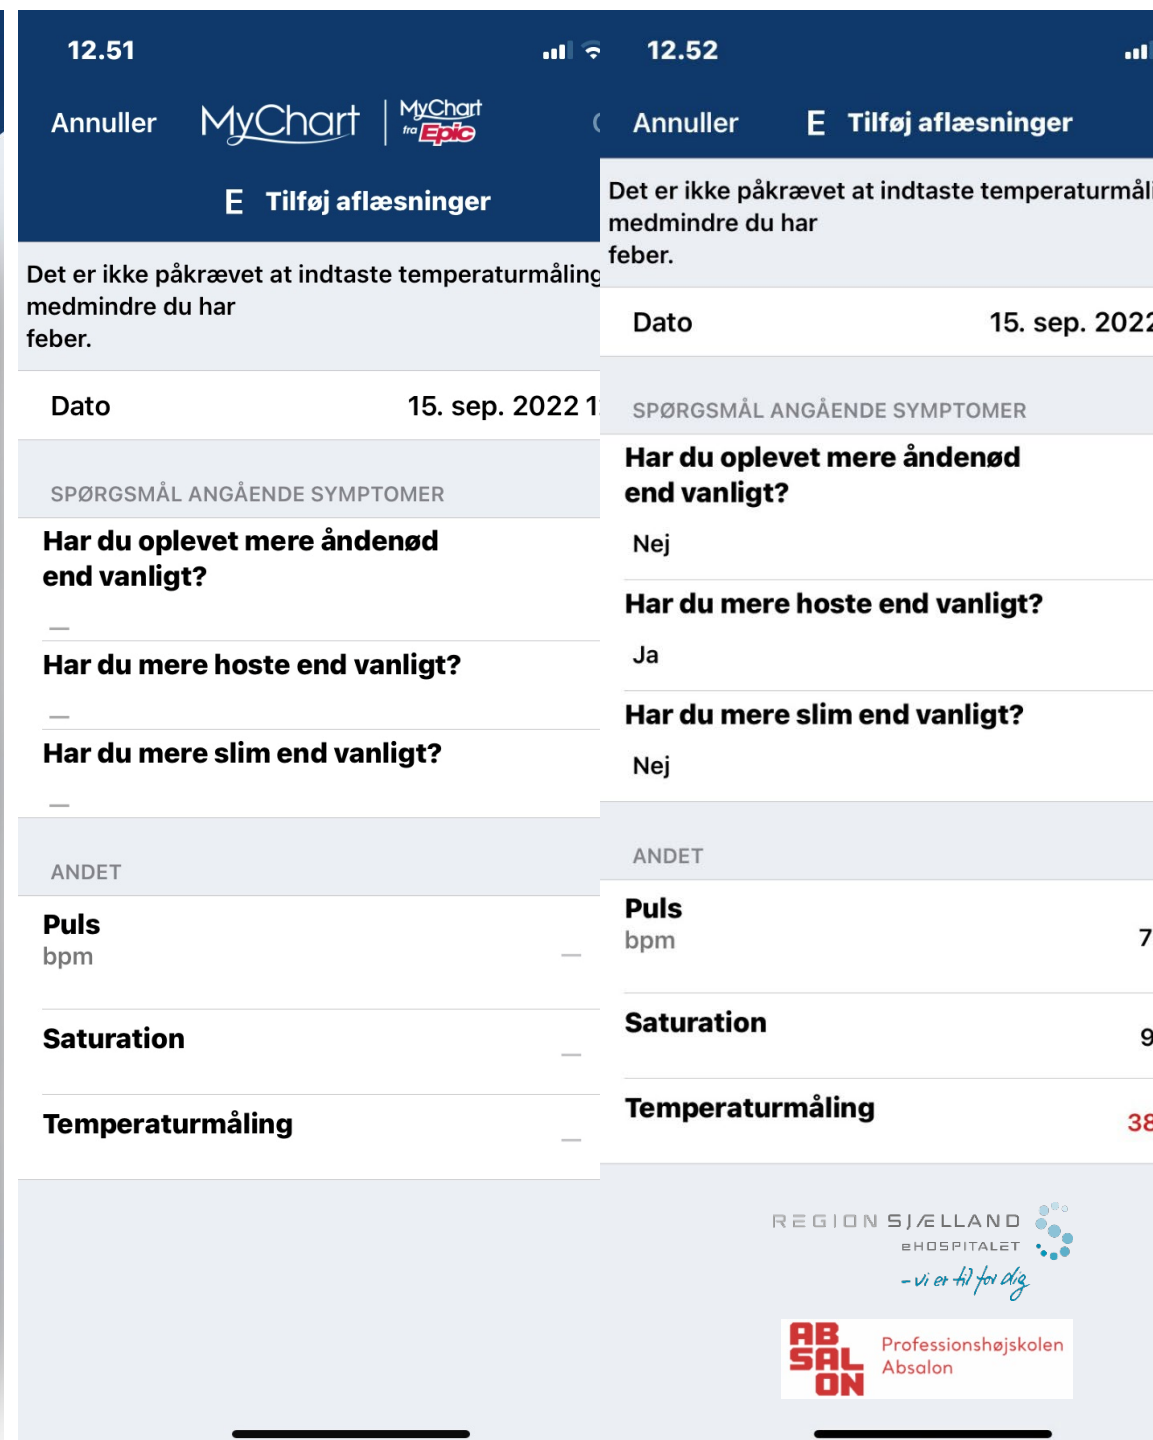 12.51
Annuller
MyChart
MyChart
fra Epic
E Tilføj aflæsninger
Det er ikke påkrævet at indtaste temperaturmåling
medmindre du har
feber.
Dato
15. sep. 2022
SPØRGSMÅL ANGÅENDE SYMPTOMER
Har du oplevet mere åndenød
end vanligt?
—
Har du mere hoste end vanligt?
—
Har du mere slim end vanligt?
—
ANDET
Puls
bpm
—
Saturation
—
Temperaturmåling
—
12.52
Annuller
E Tilføj aflæsninger
Det er ikke påkrævet at indtaste
medmindre du har
feber.
Dato
15. sep. 2022
SPØRGSMÅL ANGÅENDE SYMPTOMER
Har du oplevet mere åndenød
end vanligt?
Nej
Har du mere hoste end vanligt?
Ja
Har du mere slim end vanligt?
Nej
ANDET
Puls
bpm
7
Saturation
9
Temperaturmåling
38
REGION SJÆLLAND
eHOSPITALET
- vi er til for dig
ABSALON
Professionshøjskolen
Absalon